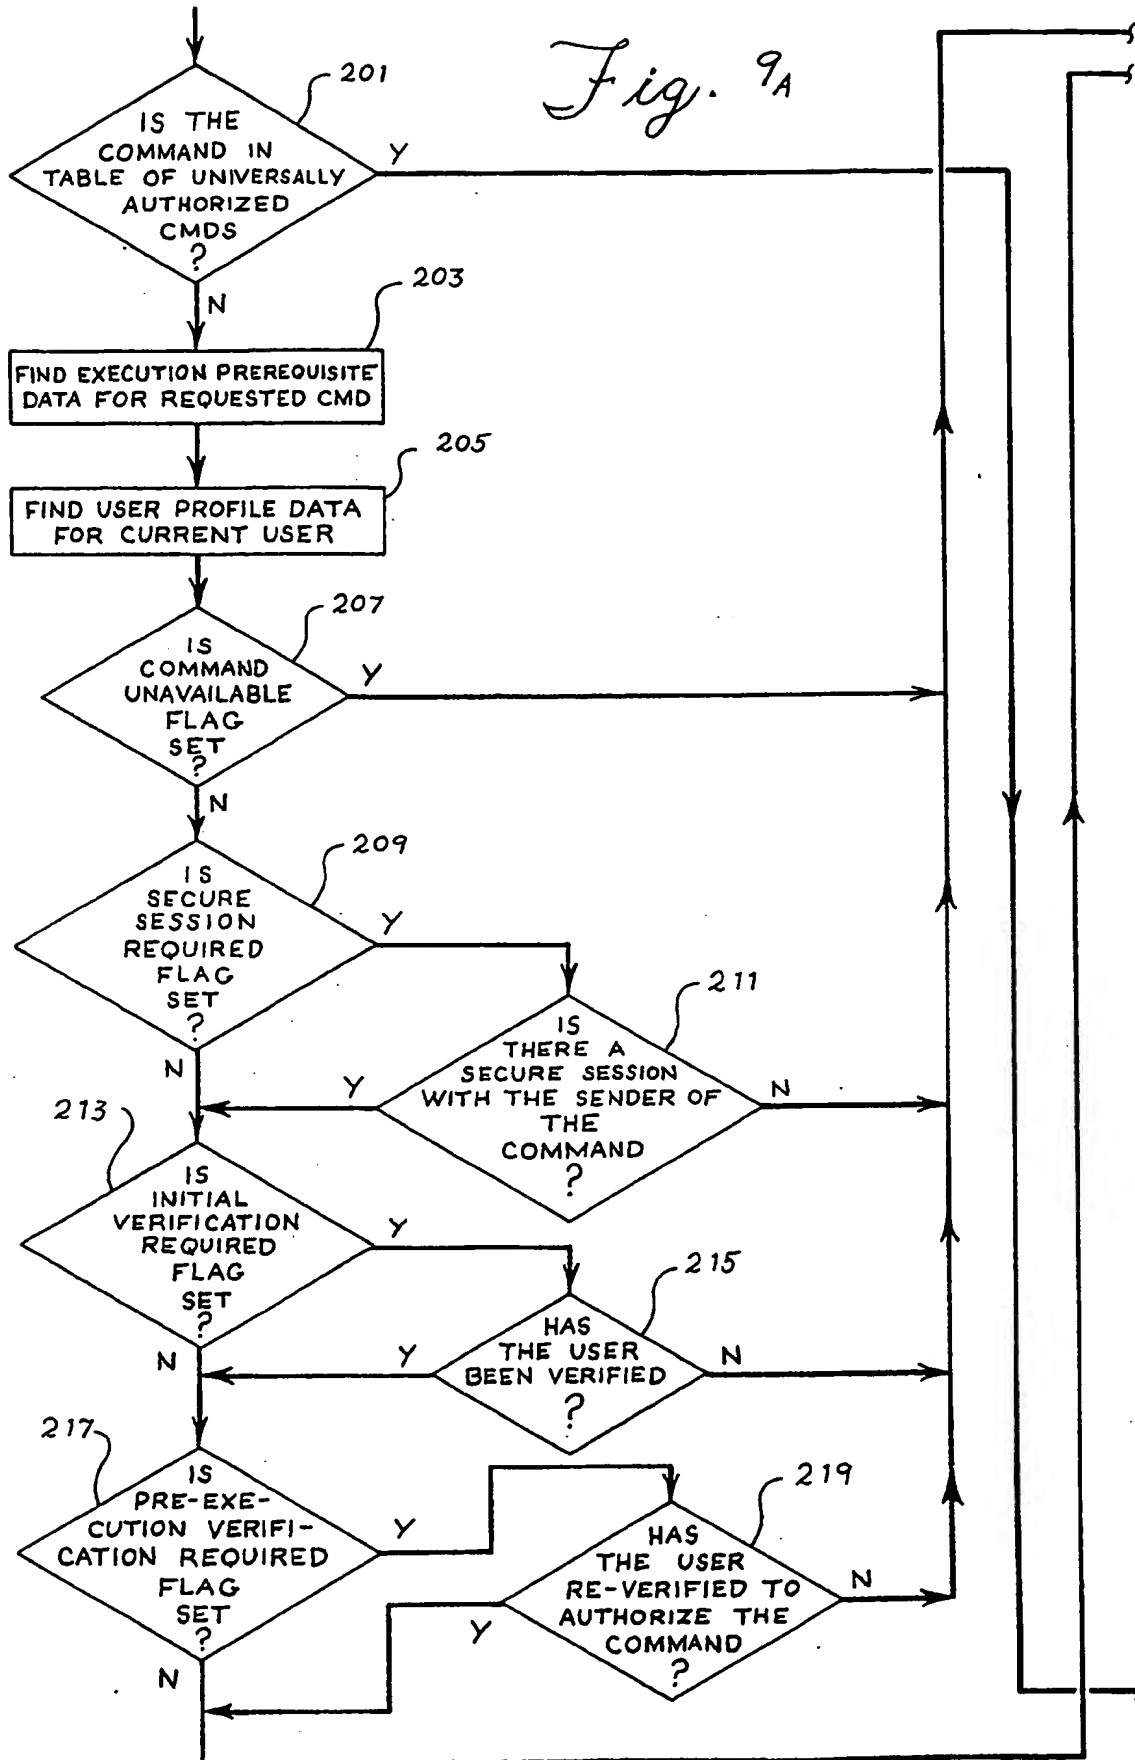 Fig. 9A
201
IS THE
COMMAND IN
TABLE OF UNIVERSALLY
AUTHORIZED
CMDS
?
Y
N
203
FIND EXECUTION PREREQUISITE
DATA FOR REQUESTED CMD
205
FIND USER PROFILE DATA
FOR CURRENT USER
207
IS
COMMAND
UNAVAILABLE
FLAG
SET
?
Y
N
209
IS
SECURE
SESSION
REQUIRED
FLAG
SET
?
Y
N
211
IS
THERE A
SECURE SESSION
WITH THE SENDER OF
THE
COMMAND
?
Y
N
213
IS
INITIAL
VERIFICATION
REQUIRED
FLAG
SET
?
Y
N
215
HAS
THE USER
BEEN VERIFIED
?
Y
N
217
IS
PRE-EXE-
CUTION VERIFI-
CATION REQUIRED
FLAG
SET
?
Y
N
219
HAS
THE USER
RE-VERIFIED TO
AUTHORIZE THE
COMMAND
?
Y
N